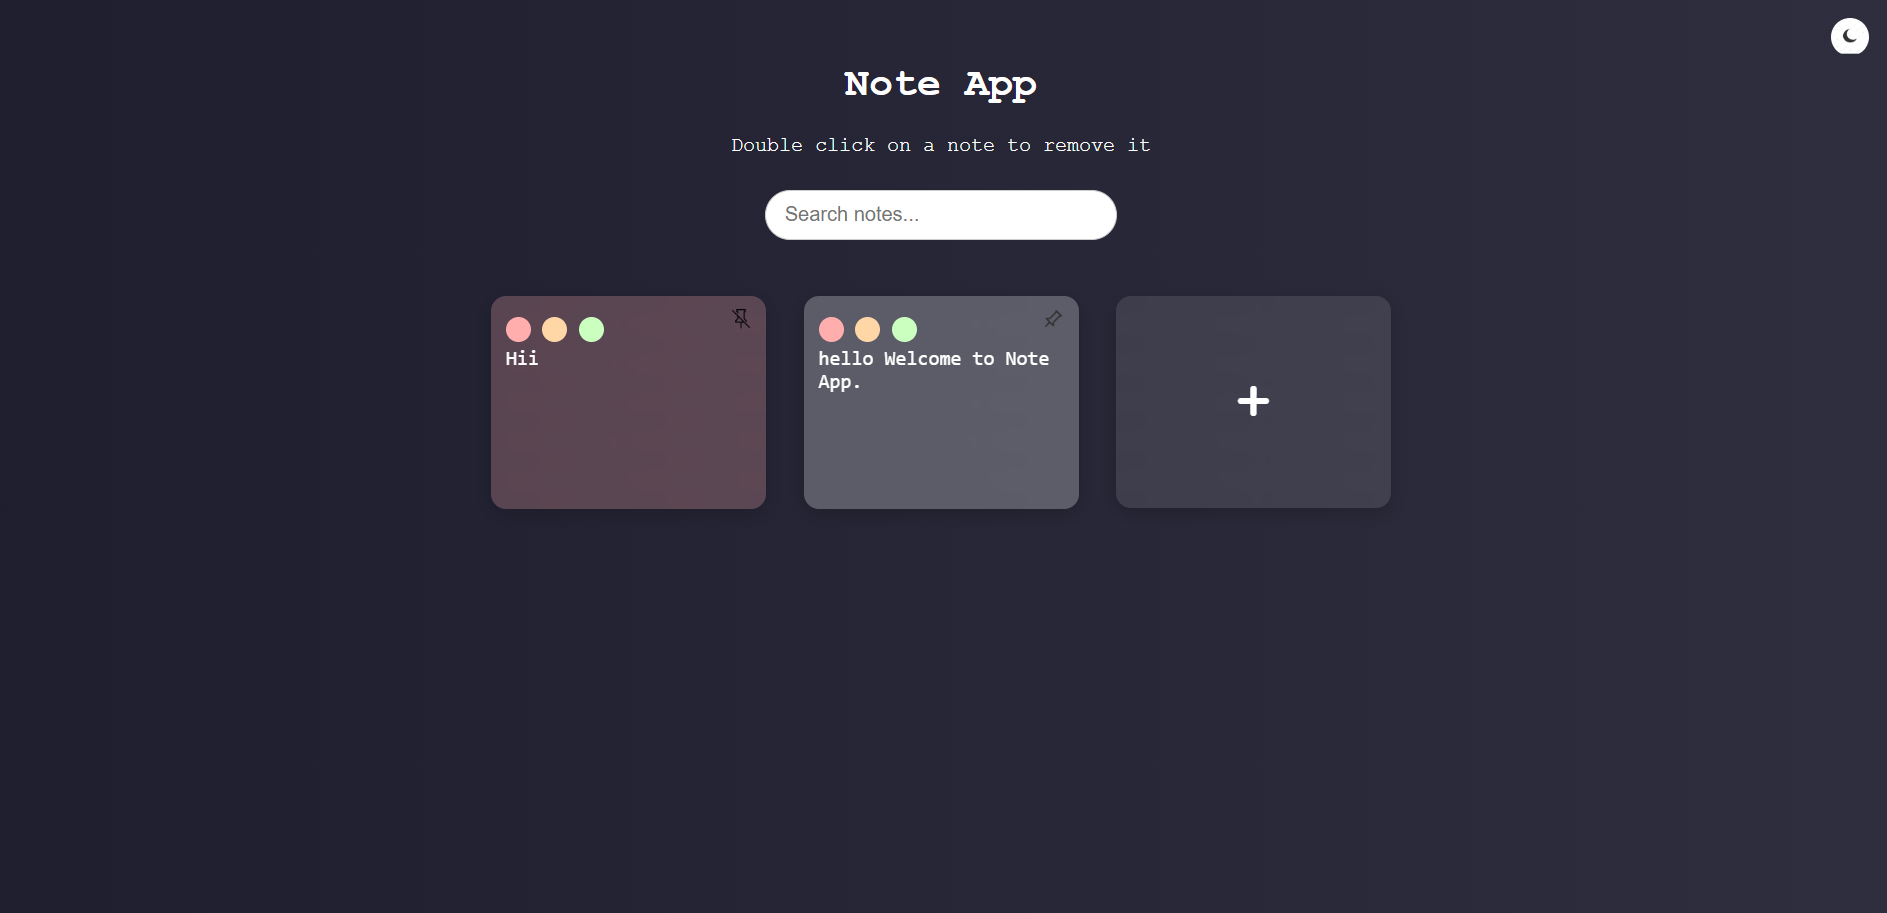 Note App
Double click on a note to remove it
Search notes...
Hii
hello Welcome to Note
App.